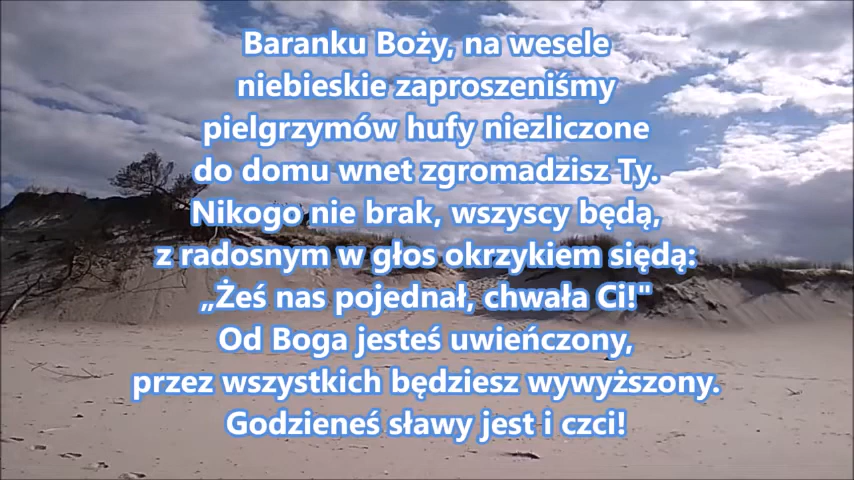 Baranku Boży, na wesele
niebieskie zaproszeniśmy
pielgrzymów hufy niezliczone
do domu wnet zgromadzisz Ty.
Nikogo nie brak, wszyscy będą,
z radosnym w głos okrzykiem siędą:
„Żeś nas pojednał, chwała Ci!"
Od Boga jesteś uwieńczony,
przez wszystkich będziesz wywyższony.
Godzieneś sławy jest i czci!